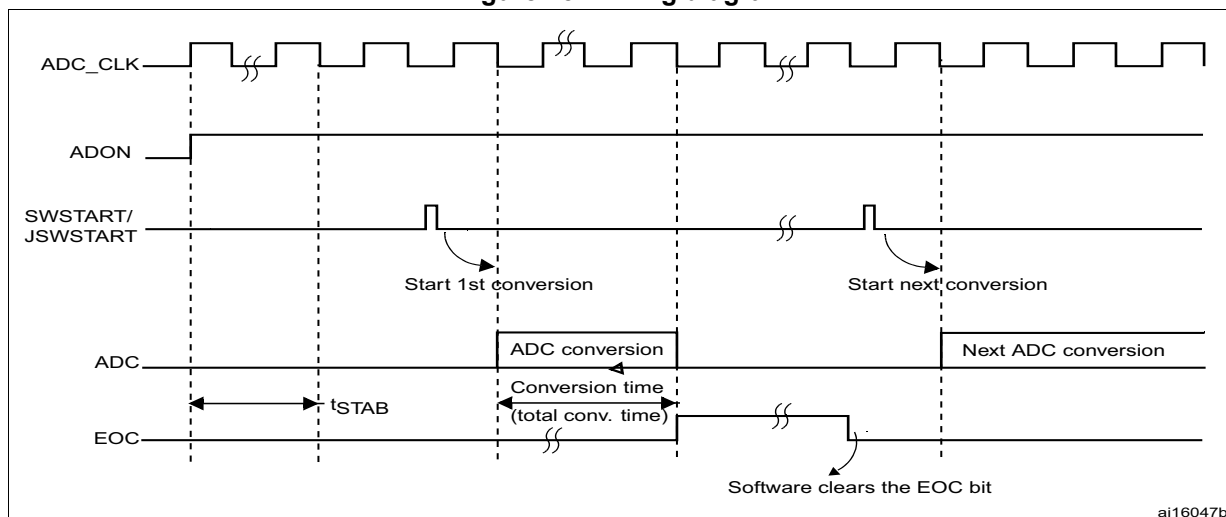 ADC_CLK
ADON
SWSTART/
JSWSTART
Start 1st conversion
Start next conversion
ADC
ADC conversion
Next ADC conversion
Conversion time
(total conv. time)
tSTAB
EOC
Software clears the EOC bit
ai16047b